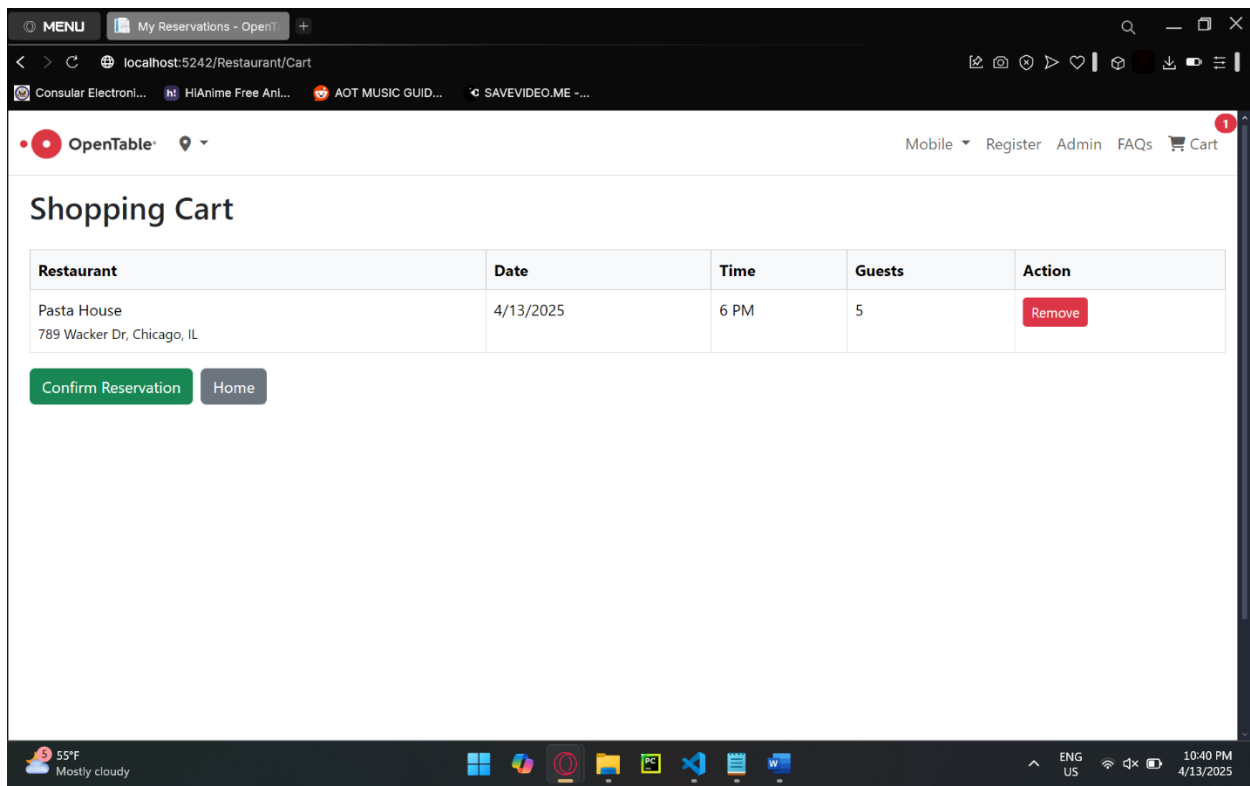 MENU
My Reservations - OpenT
localhost:5242/Restaurant/Cart
Consular Electroni...
h! HiAnime Free Ani...
AOT MUSIC GUID...
SAVEVIDEO.ME -...
OpenTable
Mobile Register Admin FAQs Cart 1
Shopping Cart
Restaurant Date Time Guests Action
Pasta House 4/13/2025 6 PM 5 Remove
789 Wacker Dr, Chicago, IL
Confirm Reservation Home
5 55°F
Mostly cloudy
PC
W
ENG
US
10:40 PM
4/13/2025